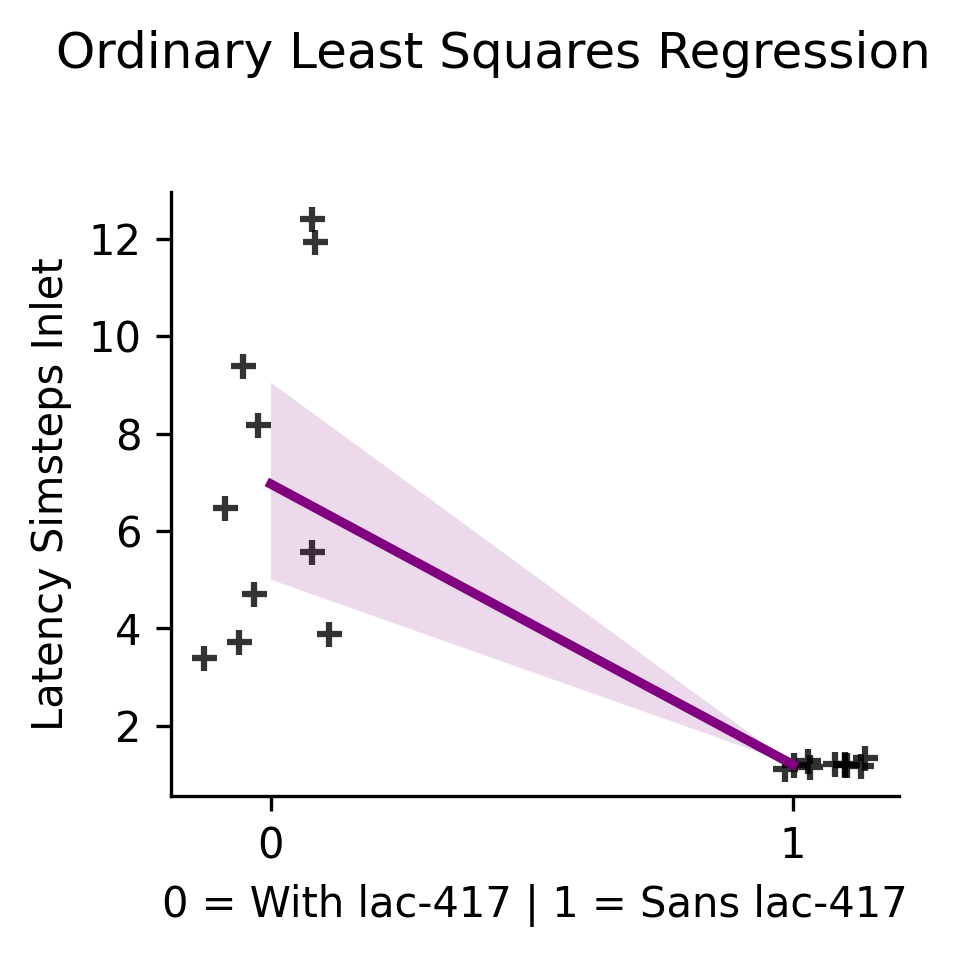 Ordinary Least Squares Regression
Latency Simsteps Inlet
12
10
8
6
4
2
0
1
0 = With lac-417 | 1 = Sans lac-417